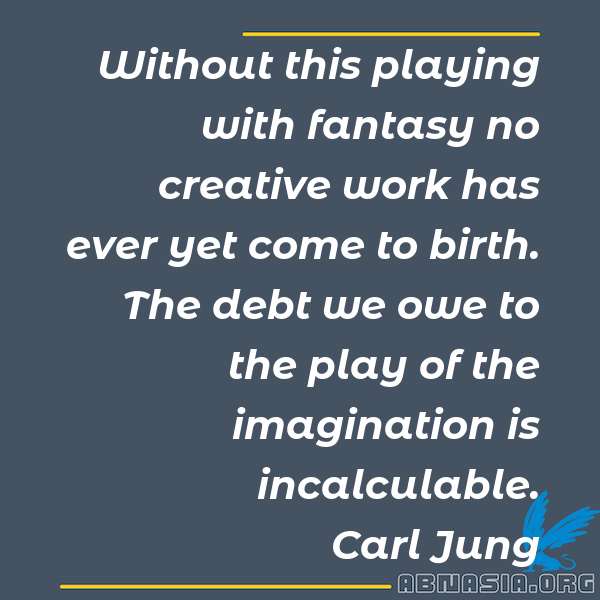 Without this playing
with fantasy no
creative work has
ever yet come to birth.
The debt we owe to
the play of the
imagination is
incalculable.
Carl Jung
ABNASIA.ORG